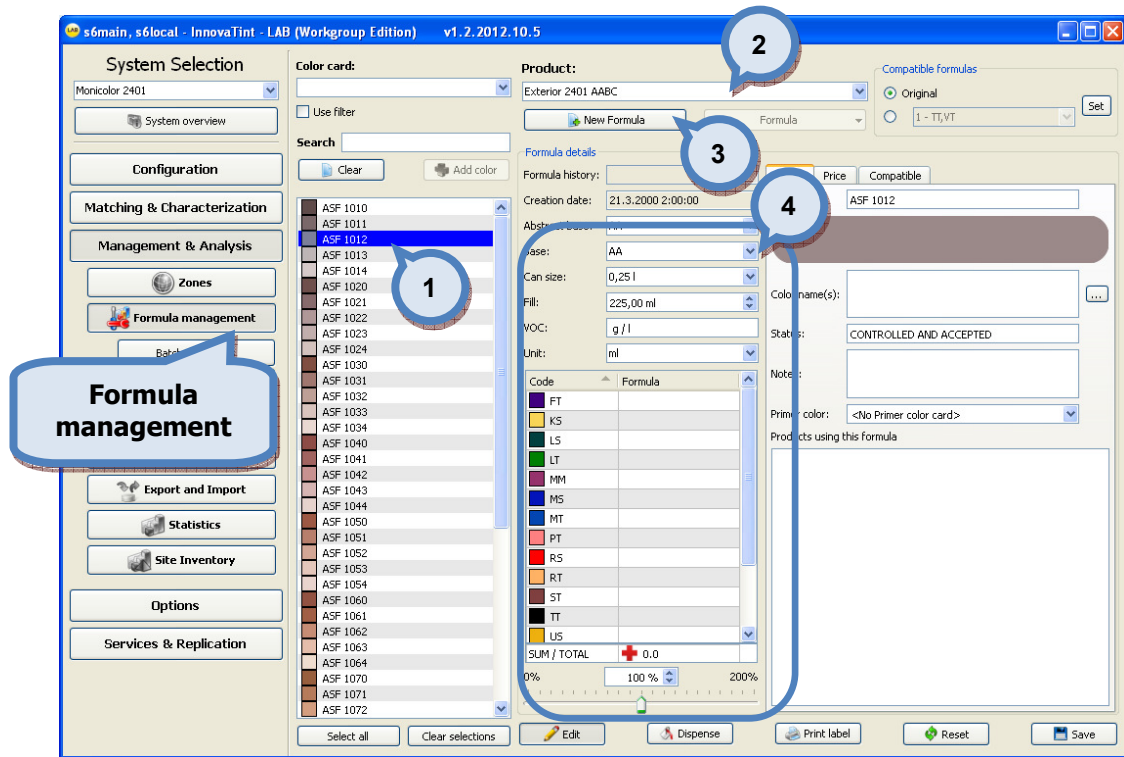 s6main, s6local - InnovaTint - LAB (Workgroup Edition) v1.2.2012.10.5
System Selection
Monicolor 2401
System overview
Configuration
Matching & Characterization
Management & Analysis
Zones
Formula management
Batc
Formula
management
Export and Import
Statistics
Site Inventory
Options
Services & Replication
Color card:
Use filter
Search
Clear
Add color
ASF 1010
ASF 1011
ASF 1012
ASF 1013
ASF 1014
ASF 1020
ASF 1021
ASF 1022
ASF 1023
ASF 1024
ASF 1030
ASF 1031
ASF 1032
ASF 1033
ASF 1034
ASF 1040
ASF 1041
ASF 1042
ASF 1043
ASF 1044
ASF 1050
ASF 1051
ASF 1052
ASF 1053
ASF 1054
ASF 1060
ASF 1061
ASF 1062
ASF 1063
ASF 1064
ASF 1070
ASF 1071
ASF 1072
Select all
Clear selections
1
Product:
Exterior 2401 AABC
2
New Formula
Formula
3
Compatible formulas
Original
1 - TT,VT
Set
Formula details
Formula history:
Creation date: 21.3.2000 2:00:00
4
Base: AA
Can size: 0,25 l
Fill: 225,00 ml
VOC: g / l
Unit: ml
Code Formula
FT
KS
LS
LT
MM
MS
MT
PT
RS
RT
ST
TT
US
SUM / TOTAL 0.0
0% 100 % 200%
Edit
Dispense
Price
Compatible
ASF 1012
Color name(s):
...
Status: CONTROLLED AND ACCEPTED
Notes:
Primer color: <No Primer color card>
Products using this formula
Print label
Reset
Save